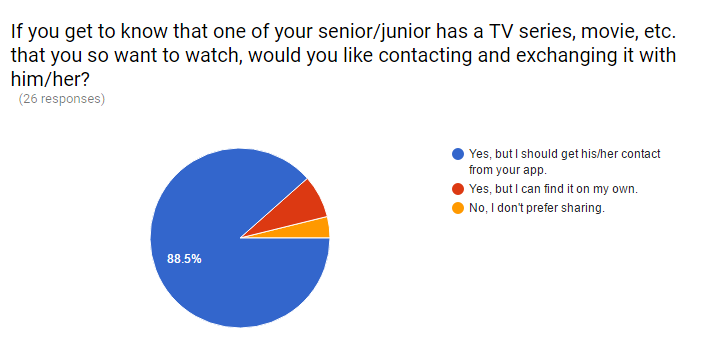 If you get to know that one of your senior/junior has a TV series, movie, etc.
that you so want to watch, would you like contacting and exchanging it with
him/her?
(26 responses)
Yes, but I should get his/her contact
from your app.
Yes, but I can find it on my own.
No, I don't prefer sharing.
88.5%